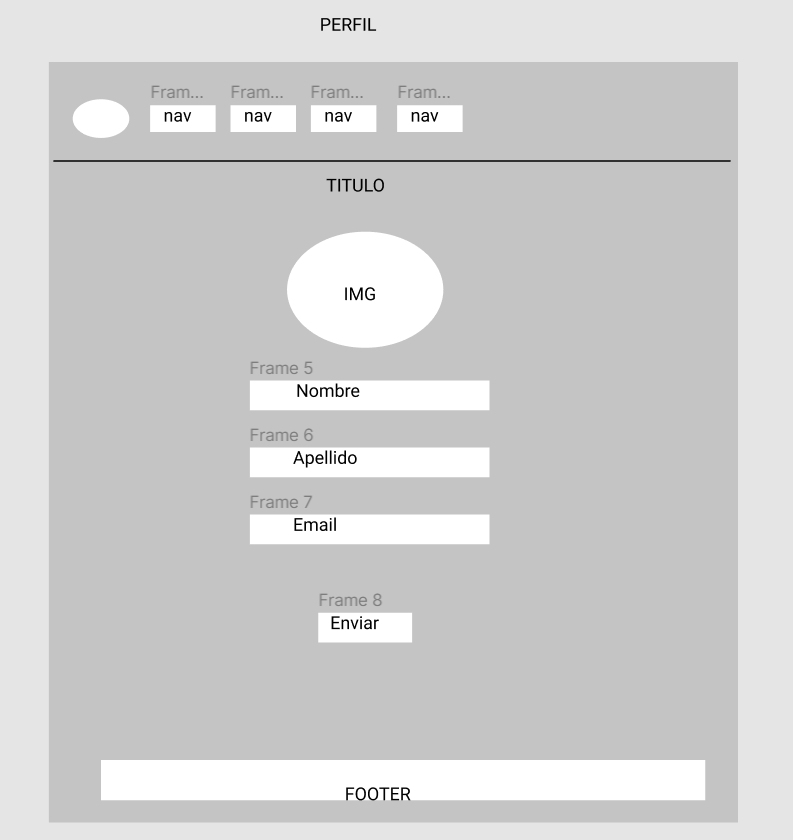 PERFIL
Fram... Fram... Fram... Fram...
nav nav nav nav
TITULO
IMG
Frame 5
Nombre
Frame 6
Apellido
Frame 7
Email
Frame 8
Enviar
FOOTER